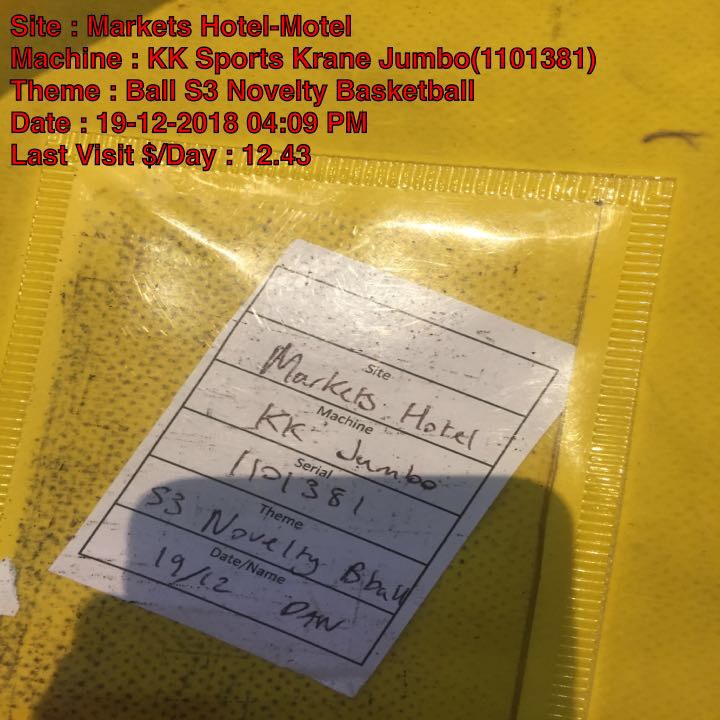 Site : Markets Hotel-Motel
Machine : KK Sports Krane Jumbo(1101381)
Theme : Ball S3 Novelty Basketball
Date : 19-12-2018 04:09 PM
Last Visit $/Day : 12.43
Site
Markets Hotel
Machine
KK Jumbo
Serial
1101381
Theme
S3 Novelty Bball
Date/Name
19/12 DAN